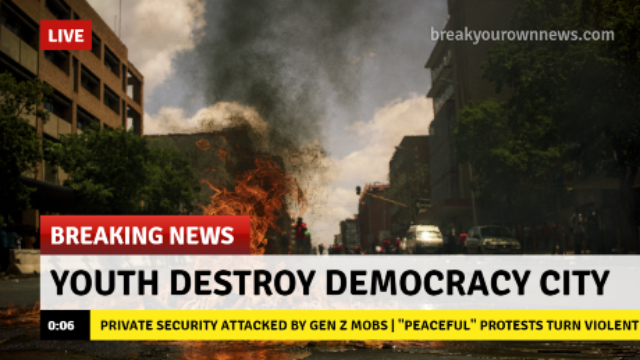 LIVE
breakyourownnews.com
BREAKING NEWS
YOUTH DESTROY DEMOCRACY CITY
0:06
PRIVATE SECURITY ATTACKED BY GEN Z MOBS | "PEACEFUL" PROTESTS TURN VIOLENT